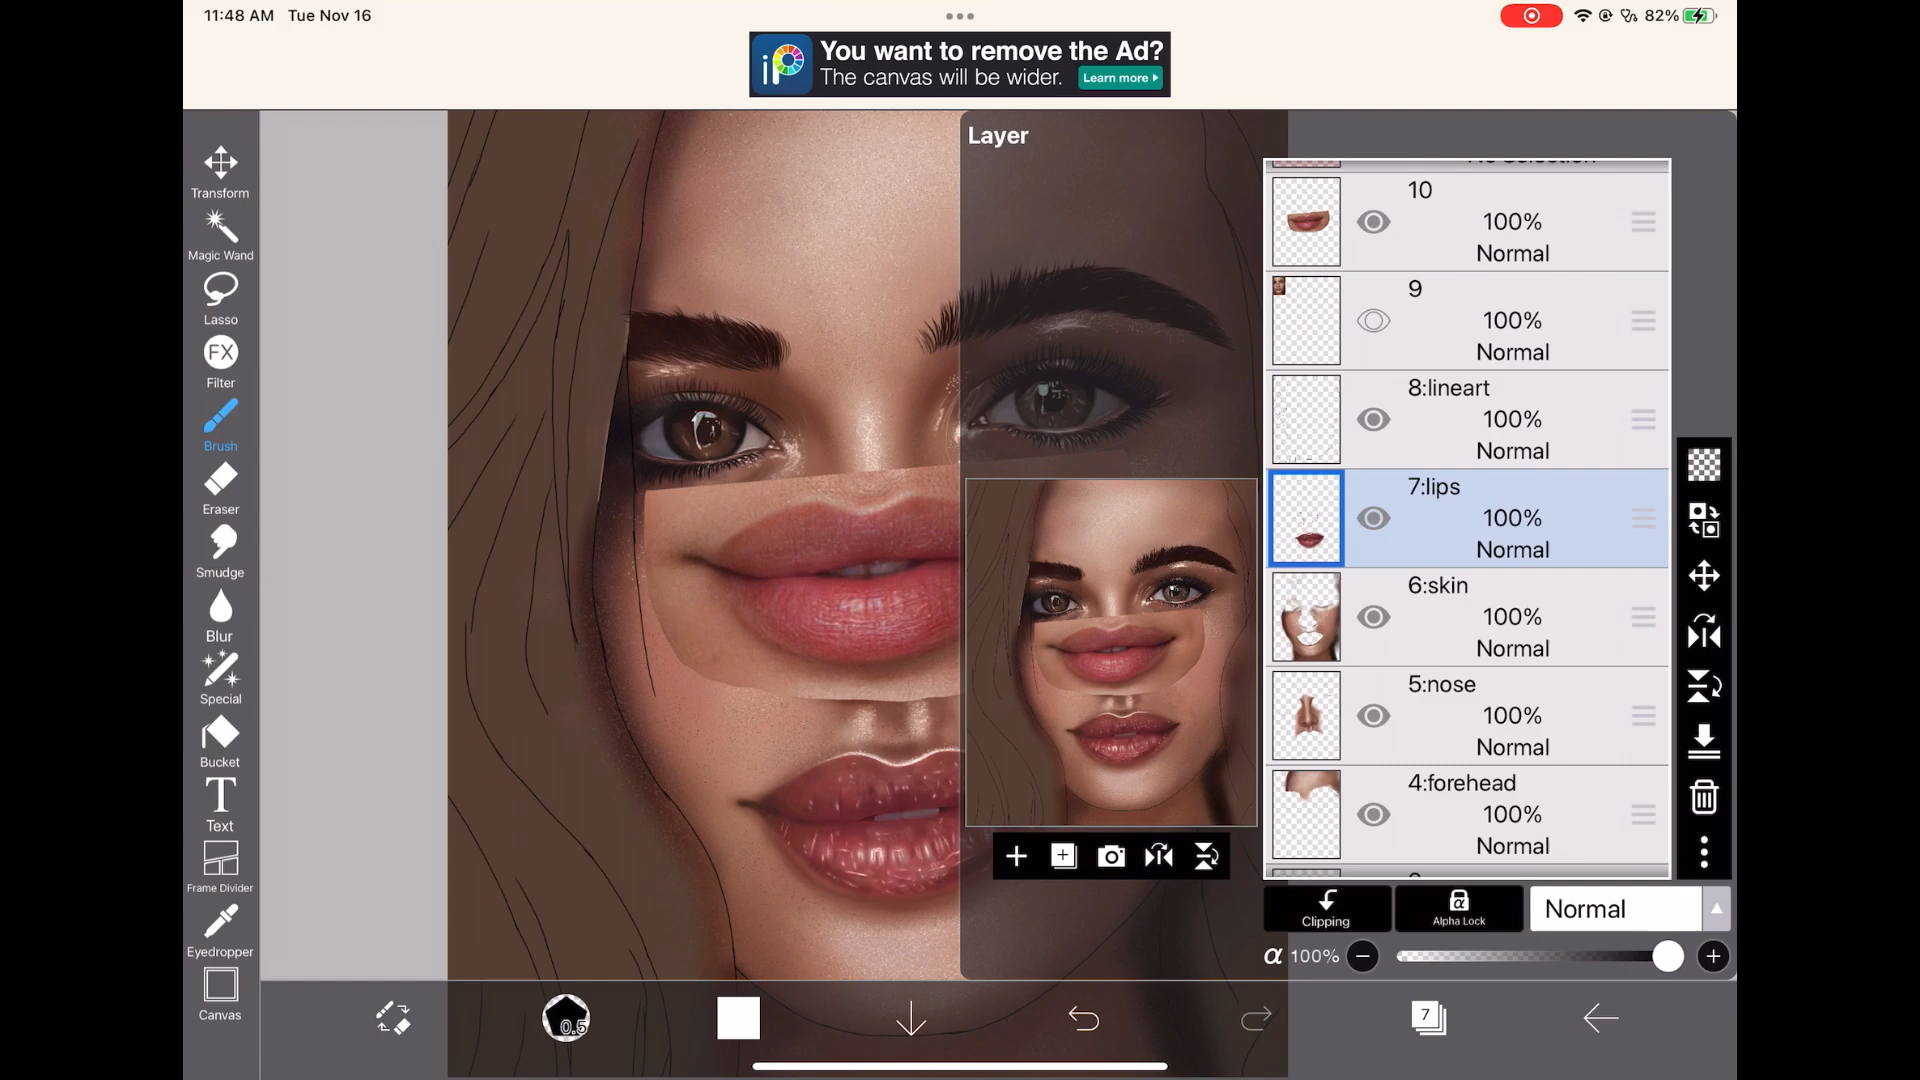 11:48 AM Tue Nov 16
82%
You want to remove the Ad?
The canvas will be wider. Learn more
iP
Layer
Transform
Magic Wand
Lasso
FX
Filter
Brush
Eraser
Smudge
Blur
Special
Bucket
T
Text
Frame Divider
Eyedropper
Canvas
No Selection
10
100%
Normal
9
100%
Normal
8:lineart
100%
Normal
7:lips
100%
Normal
6:skin
100%
Normal
5:nose
100%
Normal
4:forehead
100%
Normal
Clipping
α
Alpha Lock
Normal
α 100%
0.5
7